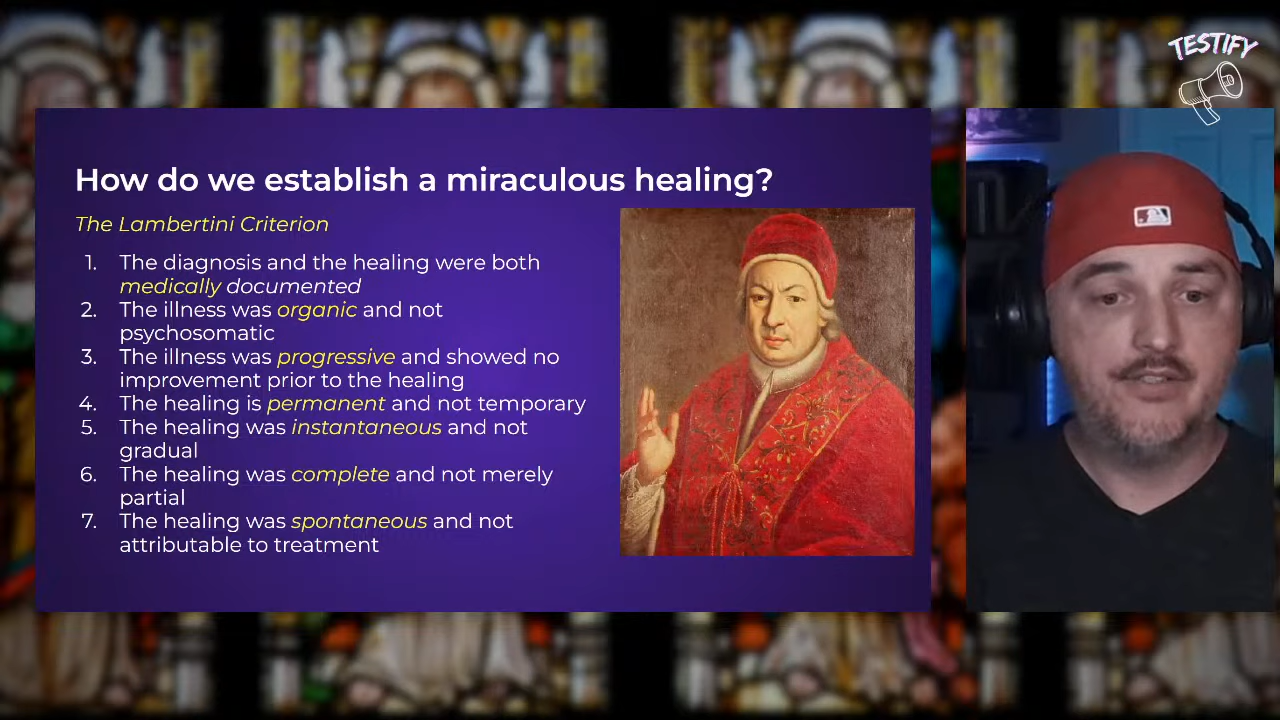 TESTIFY
How do we establish a miraculous healing?
The Lambertini Criterion
1. The diagnosis and the healing were both
medically documented
2. The illness was organic and not
psychosomatic
3. The illness was progressive and showed no
improvement prior to the healing
4. The healing is permanent and not temporary
5. The healing was instantaneous and not
gradual
6. The healing was complete and not merely
partial
7. The healing was spontaneous and not
attributable to treatment